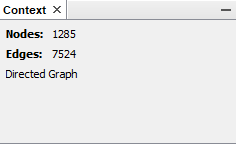 Context
Nodes: 1285
Edges: 7524
Directed Graph